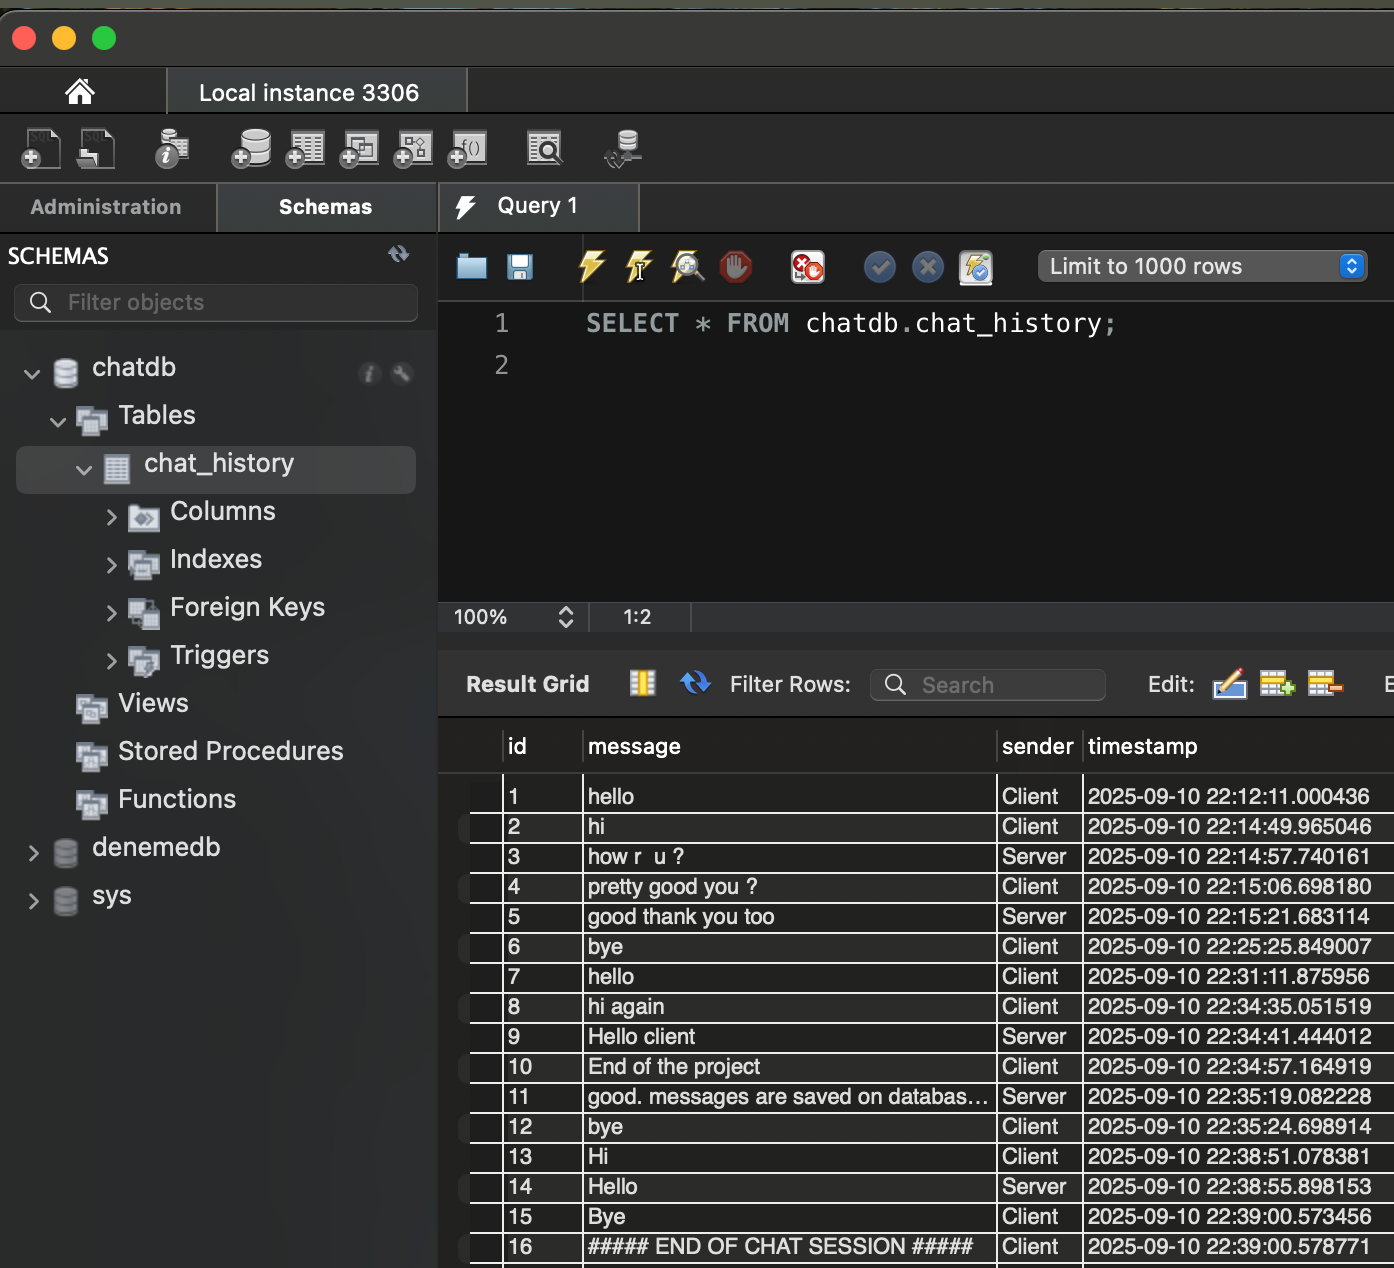 Local instance 3306
Administration
Schemas
Query 1
SCHEMAS
Filter objects
Limit to 1000 rows
chatdb
Tables
chat_history
Columns
Indexes
Foreign Keys
Triggers
Views
Stored Procedures
Functions
denemedb
sys
1 SELECT * FROM chatdb.chat_history;
2
100% 1:2
Result Grid Filter Rows: Search Edit:
id message sender timestamp
1 hello Client 2025-09-10 22:12:11.000436
2 hi Client 2025-09-10 22:14:49.965046
3 how r  u ? Server 2025-09-10 22:14:57.740161
4 pretty good you ? Client 2025-09-10 22:15:06.698180
5 good thank you too Server 2025-09-10 22:15:21.683114
6 bye Client 2025-09-10 22:25:25.849007
7 hello Client 2025-09-10 22:31:11.875956
8 hi again Client 2025-09-10 22:34:35.051519
9 Hello client Server 2025-09-10 22:34:41.444012
10 End of the project Client 2025-09-10 22:34:57.164919
11 good. messages are saved on databas... Server 2025-09-10 22:35:19.082228
12 bye Client 2025-09-10 22:35:24.698914
13 Hi Client 2025-09-10 22:38:51.078381
14 Hello Server 2025-09-10 22:38:55.898153
15 Bye Client 2025-09-10 22:39:00.573456
16 ##### END OF CHAT SESSION ##### Client 2025-09-10 22:39:00.578771